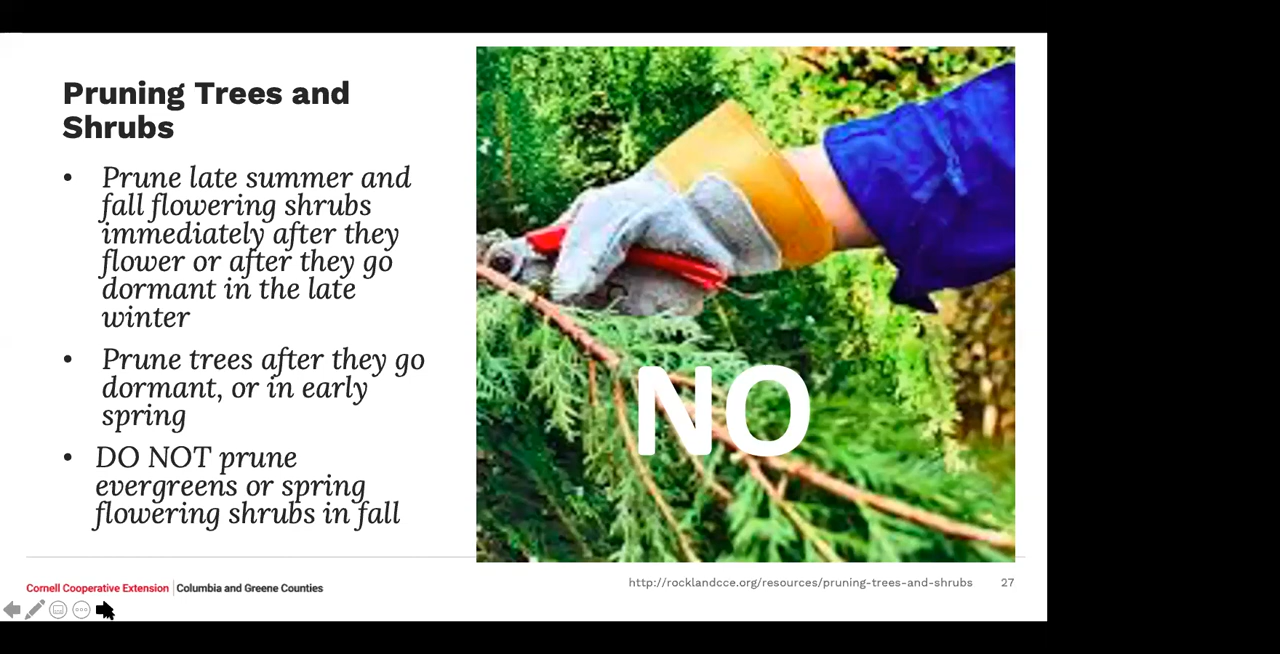 Pruning Trees and
Shrubs
• Prune late summer and
fall flowering shrubs
immediately after they
flower or after they go
dormant in the late
winter
• Prune trees after they go
dormant, or in early
spring
• DO NOT prune
evergreens or spring
flowering shrubs in fall
NO
Cornell Cooperative Extension | Columbia and Greene Counties
http://rocklandcce.org/resources/pruning-trees-and-shrubs 27